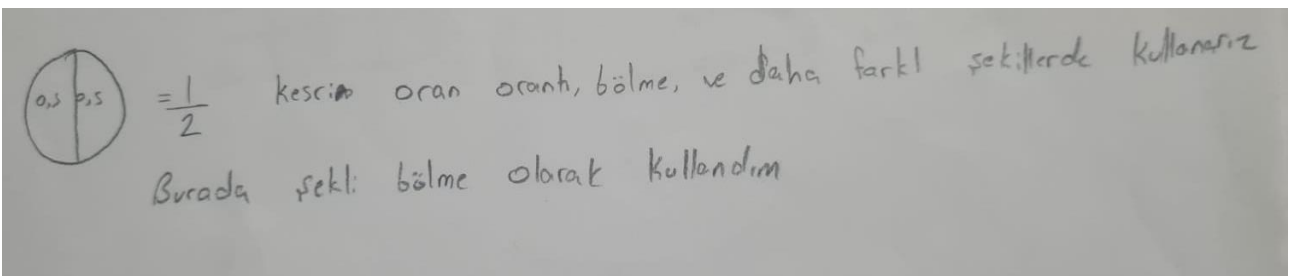 0,5 0,5 = 1/2 kesrin oran orantı, bölme, ve daha farklı şekillerde kullanırız
Burada şekli bölme olarak kullandım